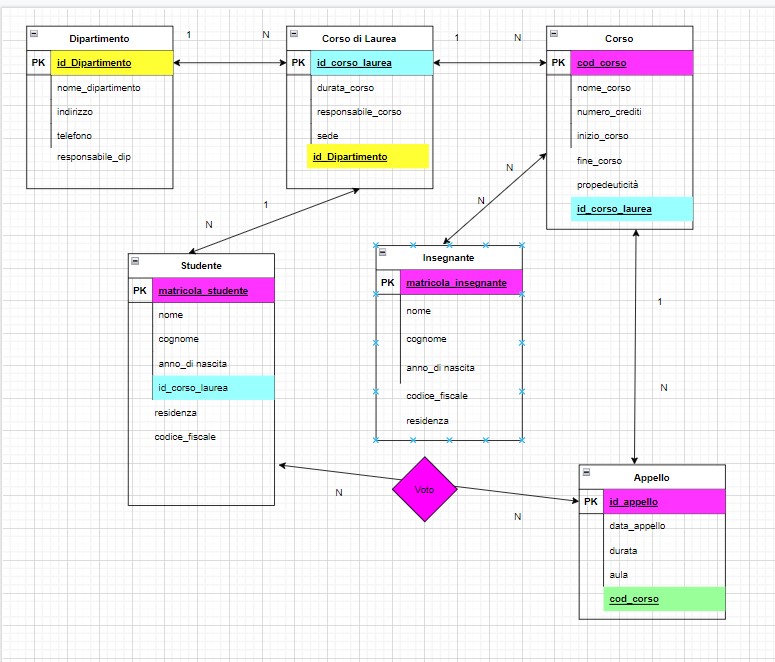 Dipartimento
PK id_Dipartimento
nome_dipartimento
indirizzo
telefono
responsabile_dip
1 N
Corso di Laurea
PK id_corso_laurea
durata_corso
responsabile_corso
sede
id_Dipartimento
1 N
Corso
PK cod_corso
nome_corso
numero_crediti
inizio_corso
fine_corso
propedeuticità
id_corso_laurea
1
N
N
N
Studente
PK matricola_studente
nome
cognome
anno_di nascita
id_corso_laurea
residenza
codice_fiscale
Insegnante
PK matricola_insegnante
nome
cognome
anno_di nascita
codice_fiscale
residenza
1
N
Voto
N
N
Appello
PK id_appello
data_appello
durata
aula
cod_corso